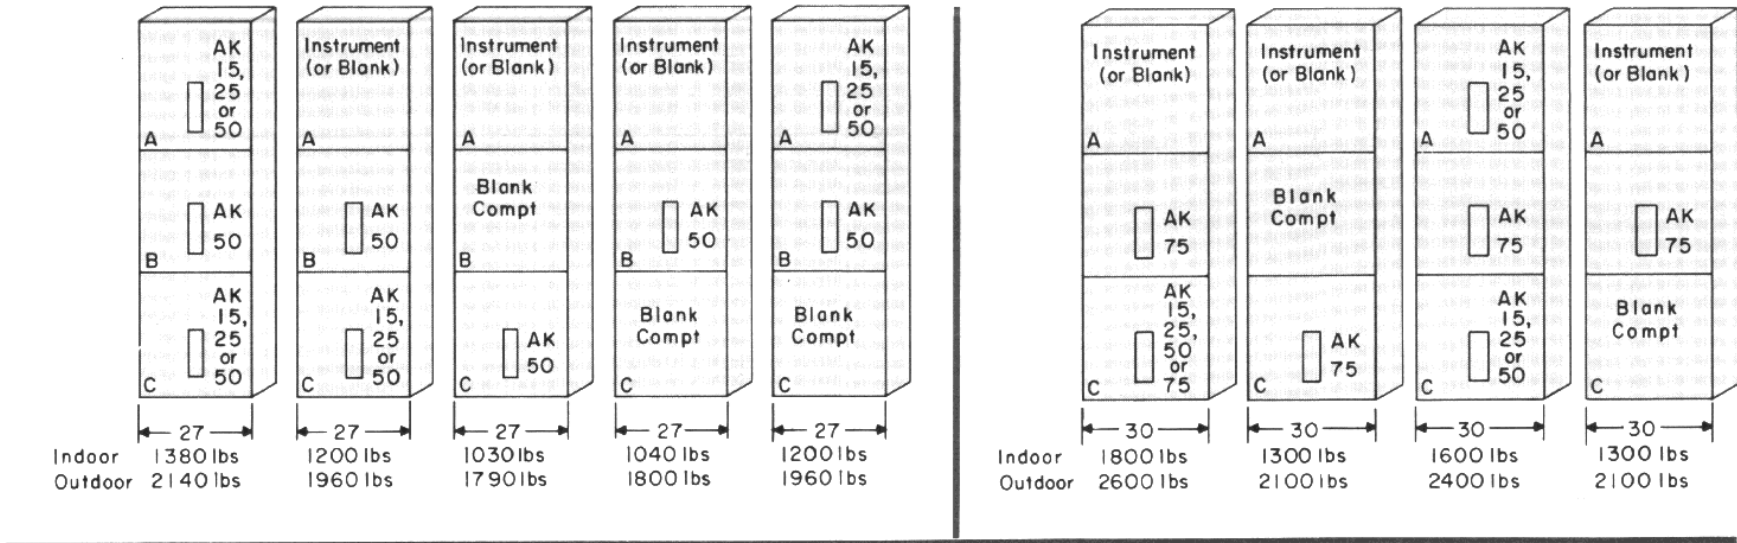 AK
15,
25
or
50
A
AK
50
B
AK
15,
25
or
50
C
27
Instrument
(or Blank)
A
AK
50
B
AK
15,
25
or
50
C
27
Instrument
(or Blank)
A
Blank
Compt
B
AK
50
C
27
Instrument
(or Blank)
A
AK
50
B
Blank
Compt
C
27
AK
15,
25
or
50
A
AK
50
B
Blank
Compt
C
27
Indoor 1380 lbs 1200 lbs 1030 lbs 1040 lbs 1200 lbs
Outdoor 2140 lbs 1960 lbs 1790 lbs 1800 lbs 1960 lbs
Instrument
(or Blank)
A
AK
75
B
AK
15,
25,
50
or
75
C
30
Instrument
(or Blank)
A
Blank
Compt
AK
75
C
30
AK
15,
25
or
50
A
AK
75
AK
15,
25
or
50
C
30
Instrument
(or Blank)
A
AK
75
B
Blank
Compt
C
30
Indoor 1800 lbs 1300 lbs 1600 lbs 1300 lbs
Outdoor 2600 lbs 2100 lbs 2400 lbs 2100 lbs